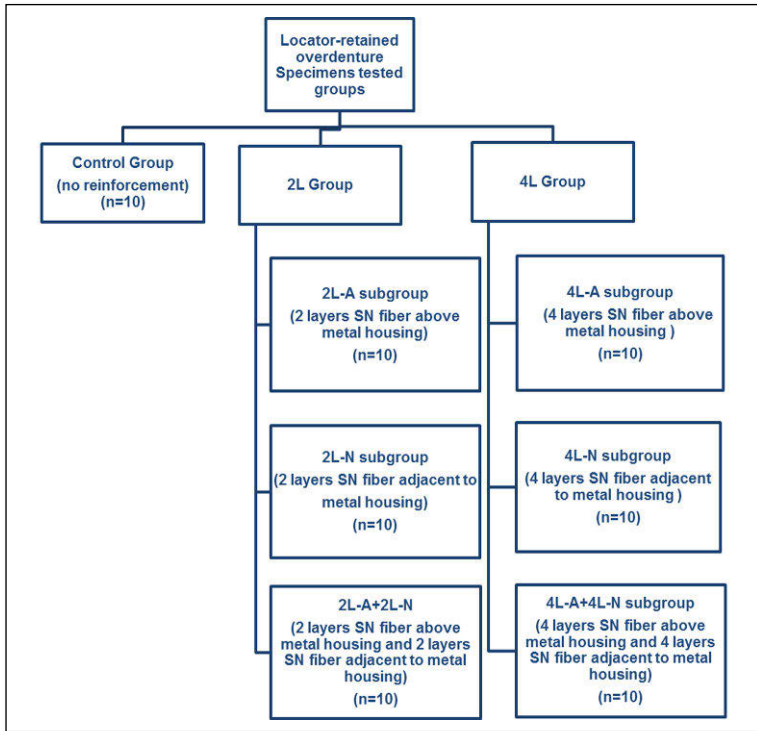 Locator-retained
overdenture
Specimens tested
groups
Control Group
(no reinforcement)
(n=10)
2L Group
4L Group
2L-A subgroup
(2 layers SN fiber above
metal housing)
(n=10)
4L-A subgroup
(4 layers SN fiber above
metal housing )
(n=10)
2L-N subgroup
(2 layers SN fiber adjacent to
metal housing)
(n=10)
4L-N subgroup
(4 layers SN fiber adjacent
to metal housing )
(n=10)
2L-A+2L-N
(2 layers SN fiber above
metal housing and 2 layers
SN fiber adjacent to metal
housing)
(n=10)
4L-A+4L-N subgroup
(4 layers SN fiber above
metal housing and 4 layers
SN fiber adjacent to metal
housing)
(n=10)